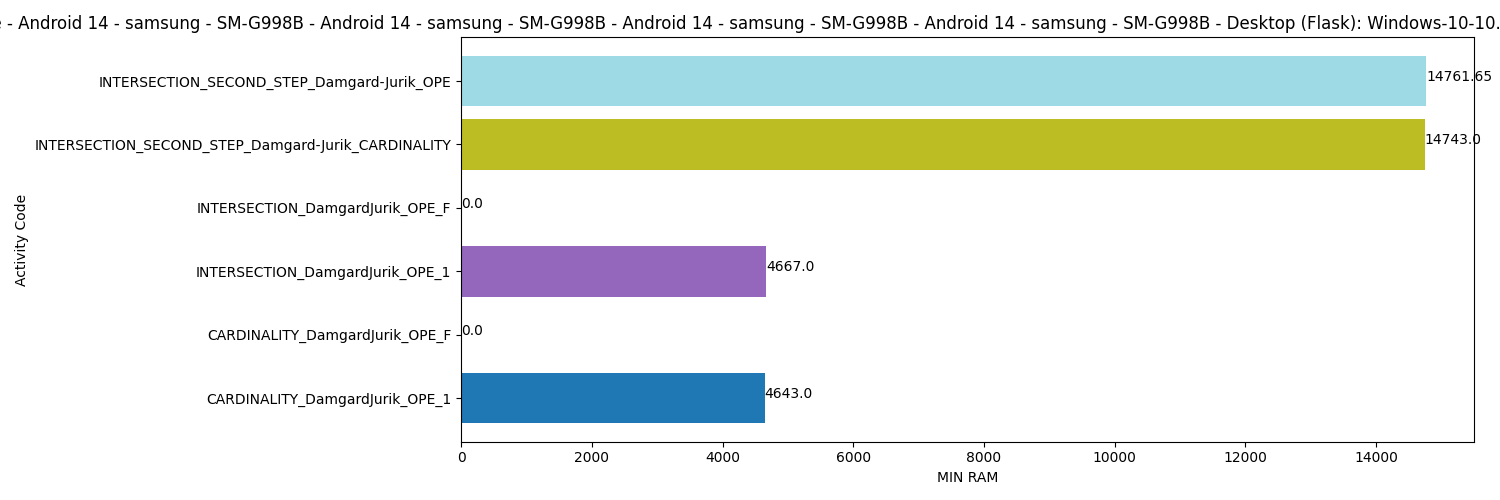 - Android 14 - samsung - SM-G998B - Android 14 - samsung - SM-G998B - Android 14 - samsung - SM-G998B - Android 14 - samsung - SM-G998B - Desktop (Flask): Windows-10-10.
INTERSECTION_SECOND_STEP_Damgard-Jurik_OPE
14761.65
INTERSECTION_SECOND_STEP_Damgard-Jurik_CARDINALITY
14743.0
INTERSECTION_DamgardJurik_OPE_F
0.0
INTERSECTION_DamgardJurik_OPE_1
4667.0
CARDINALITY_DamgardJurik_OPE_F
0.0
CARDINALITY_DamgardJurik_OPE_1
4643.0
Activity Code
0 2000 4000 6000 8000 10000 12000 14000
MIN RAM